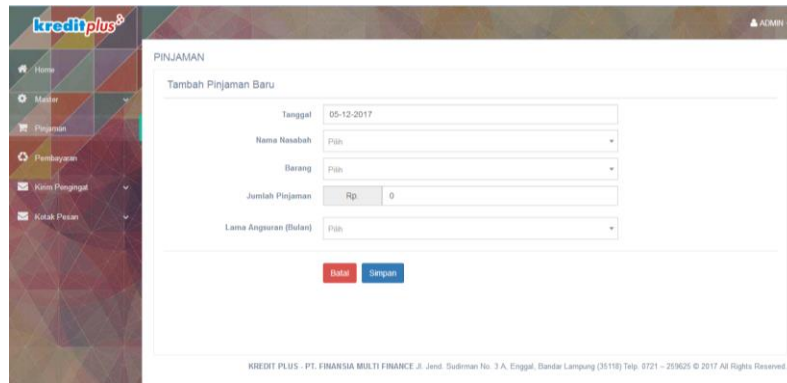 kreditplus
ADMIN
Home
Master
Pinjaman
Pembayaran
Kirim Pengingat
Kotak Pesan
PINJAMAN
Tambah Pinjaman Baru
Tanggal 05-12-2017
Nama Nasabah Pilih
Barang Pilih
Jumlah Pinjaman Rp. 0
Lama Angsuran (Bulan) Pilih
Batal Simpan
KREDIT PLUS - PT. FINANSIA MULTI FINANCE Jl. Jend. Sudirman No. 3 A, Enggal, Bandar Lampung (35118) Telp. 0721 – 259625 © 2017 All Rights Reserved.